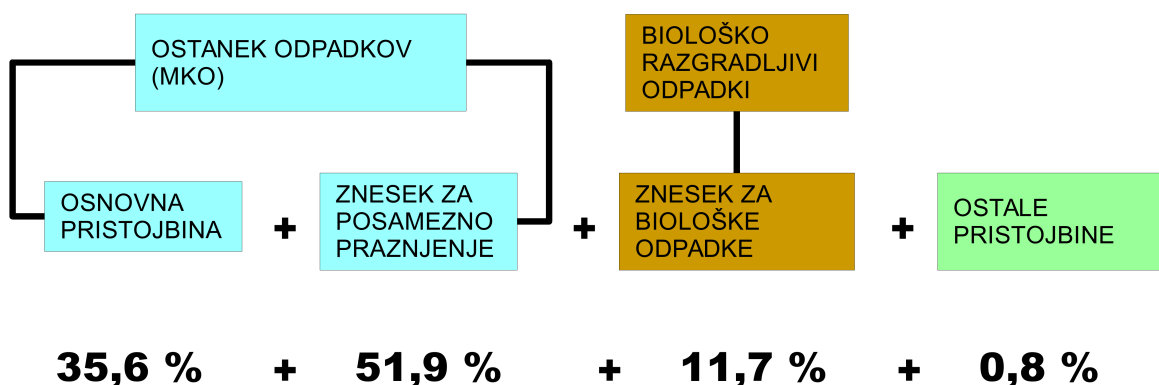 OSTANEK ODPADKOV
(MKO)
BIOLOŠKO
RAZGRADLJIVI
ODPADKI
OSNOVNA
PRISTOJBINA
+
ZNESEK ZA
POSAMEZNO
PRAZNJENJE
+
ZNESEK ZA
BIOLOŠKE
ODPADKE
+
OSTALE
PRISTOJBINE
35,6 % + 51,9 % + 11,7 % + 0,8 %